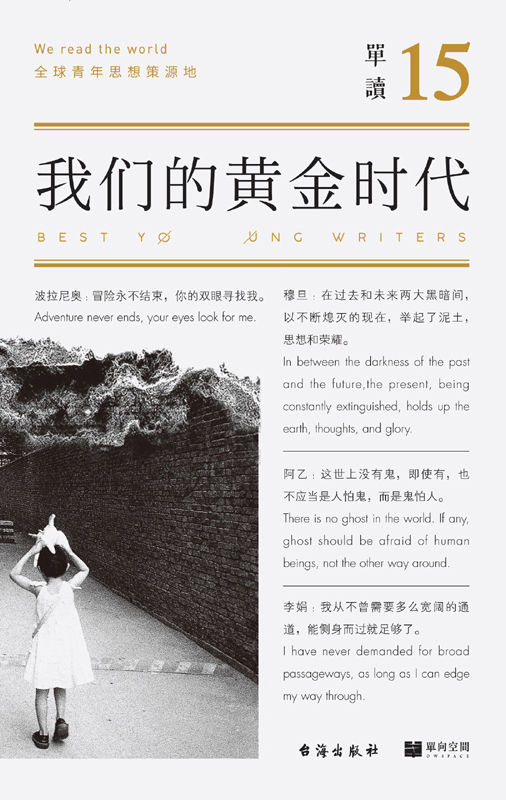 We read the world
全球青年思想策源地
單讀 15
我们的黄金时代
BEST YOUNG WRITERS
波拉尼奥：冒险永不结束，你的双眼寻找我。
Adventure never ends, your eyes look for me.
穆旦：在过去和未来两大黑暗间，
以不断熄灭的现在，举起了泥土，
思想和荣耀。
In between the darkness of the past
and the future,the present, being
constantly extinguished, holds up the
earth, thoughts, and glory.
阿乙：这世上没有鬼，即使有，也
不应当是人怕鬼，而是鬼怕人。
There is no ghost in the world. If any,
ghost should be afraid of human
beings, not the other way around.
李娟：我从不曾需要多么宽阔的通
道，能侧身而过就足够了。
I have never demanded for broad
passageways, as long as I can edge
my way through.
台海出版社
單向空間
OWSPACE